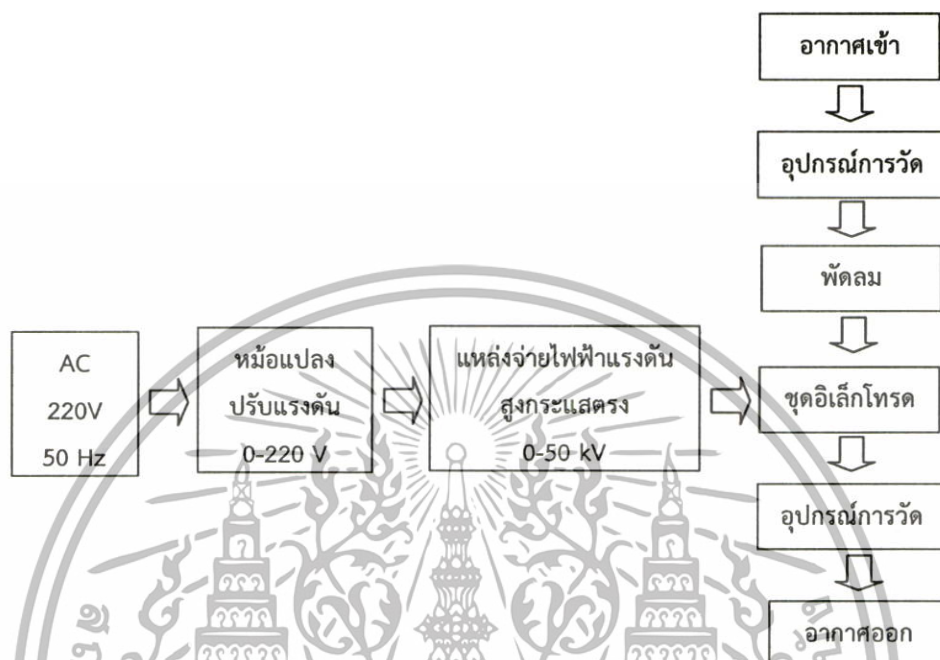 อากาศเข้า
อุปกรณ์การวัด
พัดลม
AC
220V
50 Hz
หม้อแปลง
ปรับแรงดัน
0-220 V
แหล่งจ่ายไฟฟ้าแรงดัน
สูงกระแสตรง
0-50 kV
ชุดอิเล็กโทรด
อุปกรณ์การวัด
อากาศออก